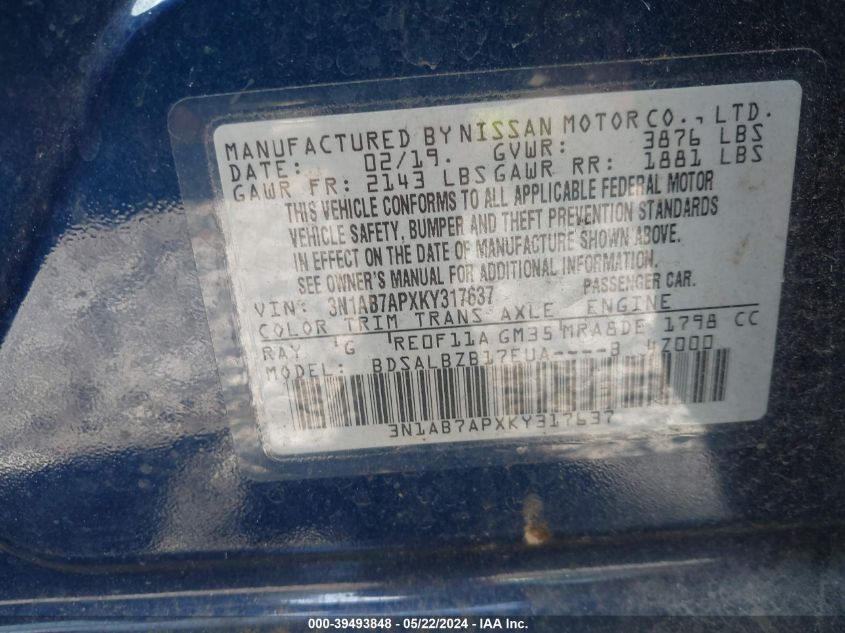 MANUFACTURED BY NISSAN MOTOR CO., LTD.
DATE: 02/19. GVWR: 3876 LBS
GAWR FR: 2143 LBS GAWR RR: 1881 LBS
THIS VEHICLE CONFORMS TO ALL APPLICABLE FEDERAL MOTOR
VEHICLE SAFETY, BUMPER AND THEFT PREVENTION STANDARDS
IN EFFECT ON THE DATE OF MANUFACTURE SHOWN ABOVE.
SEE OWNER'S MANUAL FOR ADDITIONAL INFORMATION.
VIN: 3N1AB7APXKY317637 PASSENGER CAR.
COLOR TRIM TRANS AXLE ENGINE
RAY G RE0F11A GM35 MRA8DE 1798 CC
MODEL: BDSALBZB17EUA----B JZ000
3N1AB7APXKY317637
000-39493848 - 05/22/2024 - IAA Inc.